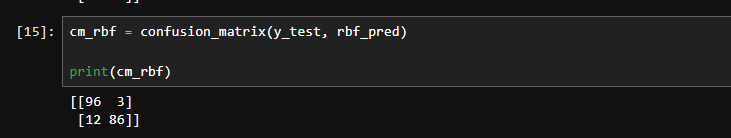 [15]: cm_rbf = confusion_matrix(y_test, rbf_pred)
print(cm_rbf)
[[96  3]
 [12 86]]